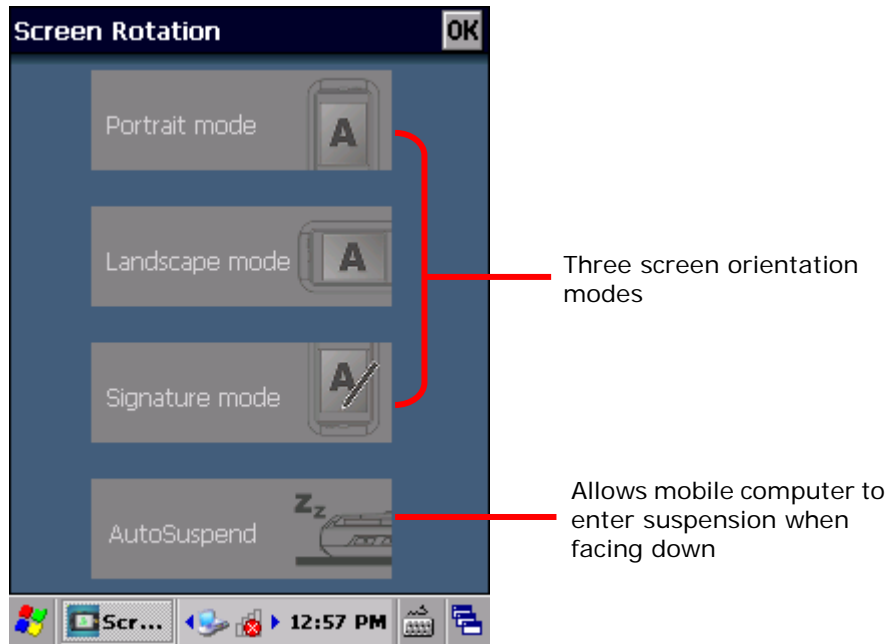 Screen Rotation OK
Portrait mode A
Landscape mode A
Three screen orientation
modes
Signature mode A
AutoSuspend Zz
Allows mobile computer to
enter suspension when
facing down
Scr... 12:57 PM